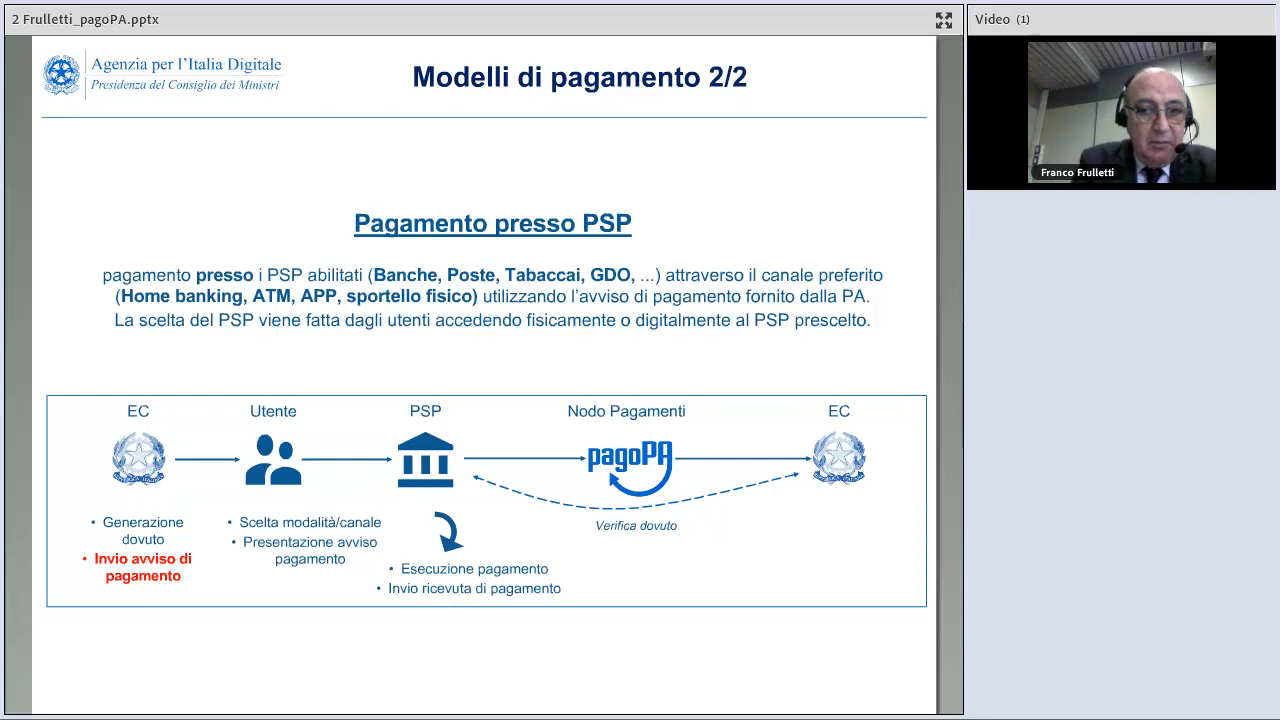 2 Frulletti_pagoPA.pptx
Video (1)
Agenzia per l'Italia Digitale
Presidenza del Consiglio dei Ministri
Modelli di pagamento 2/2
Franco Frulletti
Pagamento presso PSP
pagamento presso i PSP abilitati (Banche, Poste, Tabaccai, GDO, ...) attraverso il canale preferito
(Home banking, ATM, APP, sportello fisico) utilizzando l'avviso di pagamento fornito dalla PA.
La scelta del PSP viene fatta dagli utenti accedendo fisicamente o digitalmente al PSP prescelto.
EC
Utente
PSP
Nodo Pagamenti
EC
pagoPA
• Generazione
dovuto
• Invio avviso di
pagamento
• Scelta modalità/canale
• Presentazione avviso
pagamento
• Esecuzione pagamento
• Invio ricevuta di pagamento
Verifica dovuto